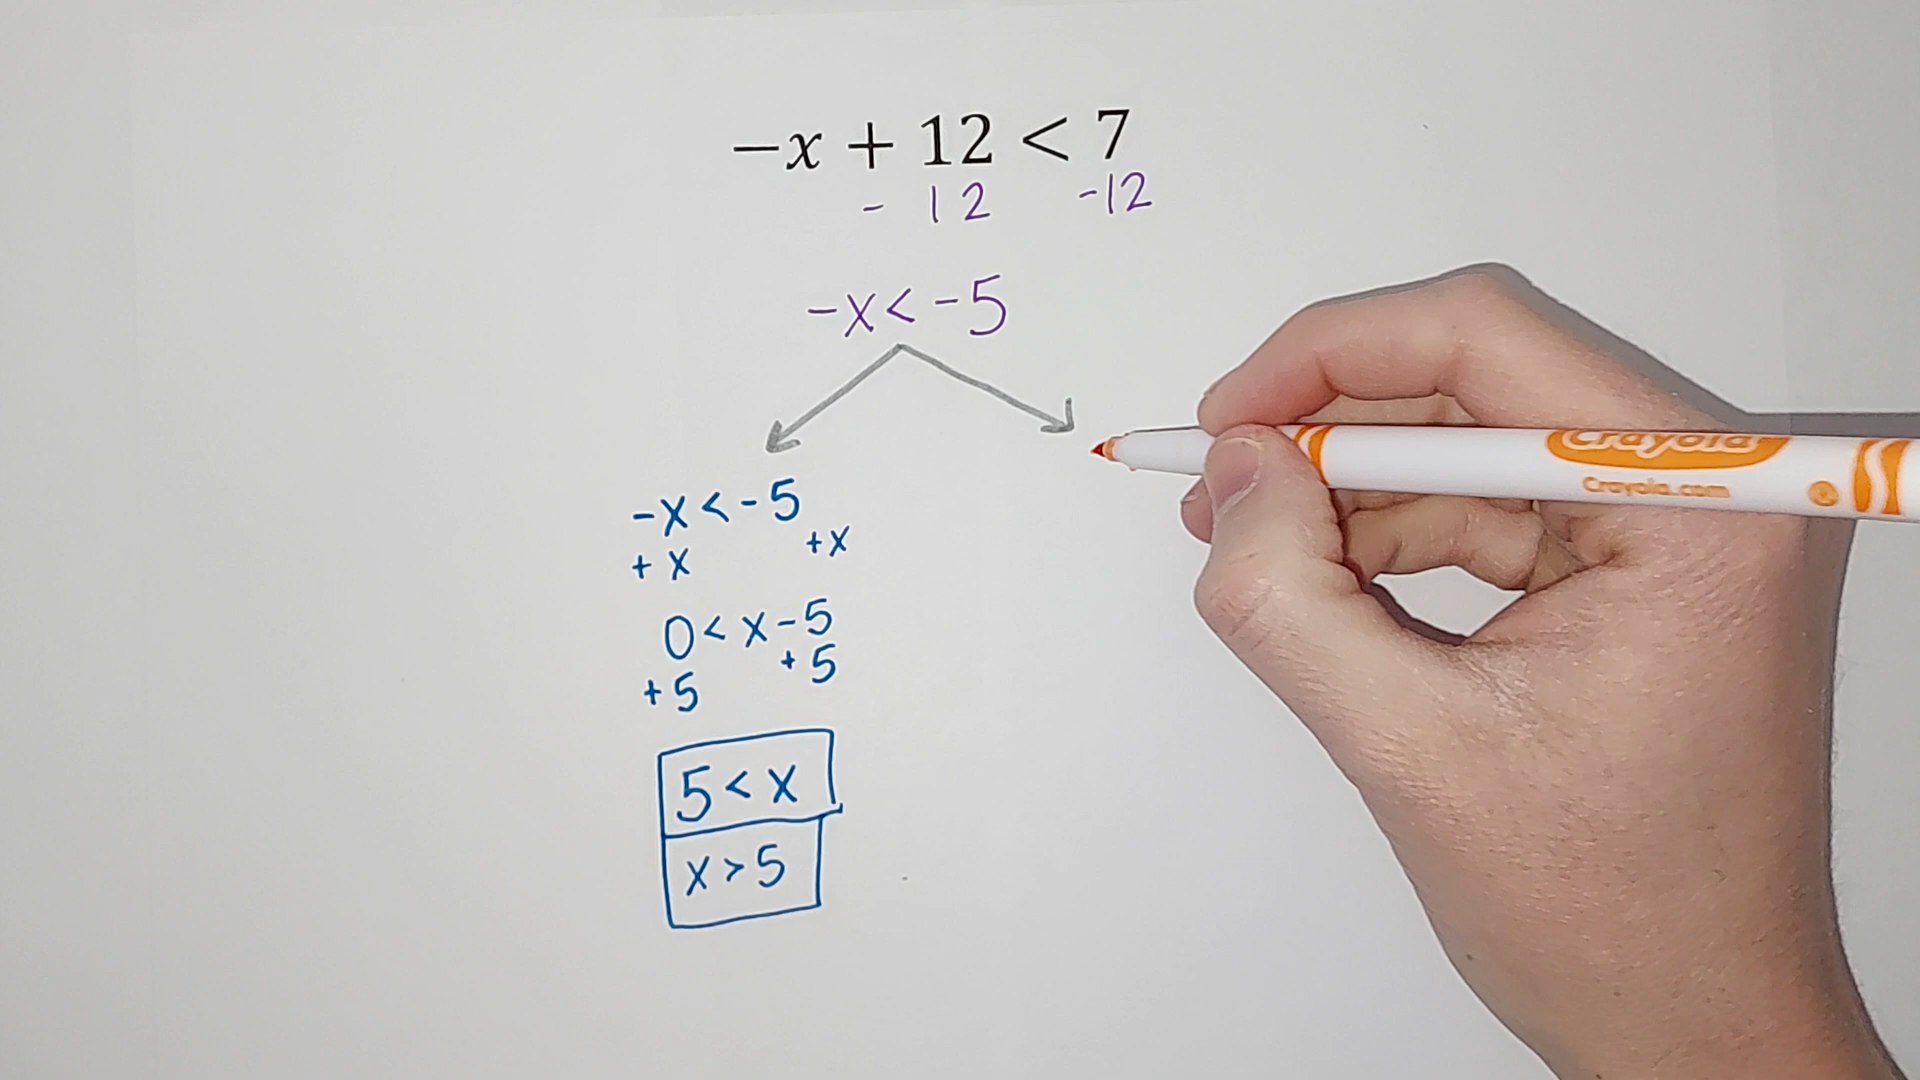 −x + 12 < 7
- 12 -12
-x < -5
-x < -5
+ x +x
0 < x - 5
+ 5
+ 5
5 < x
x > 5
Crayola
Crayola.com